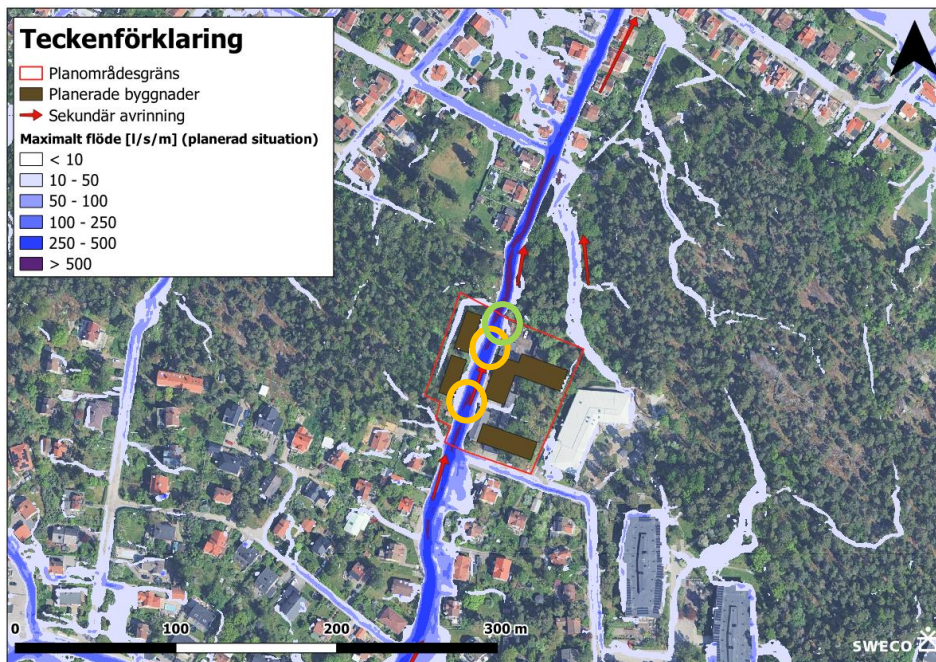 Teckenförklaring
Planområdesgräns
Planerade byggnader
Sekundär avrinning
Maximalt flöde [l/s/m] (planerad situation)
< 10
10 - 50
50 - 100
100 - 250
250 - 500
> 500
0 100 200 300 m
SWECO